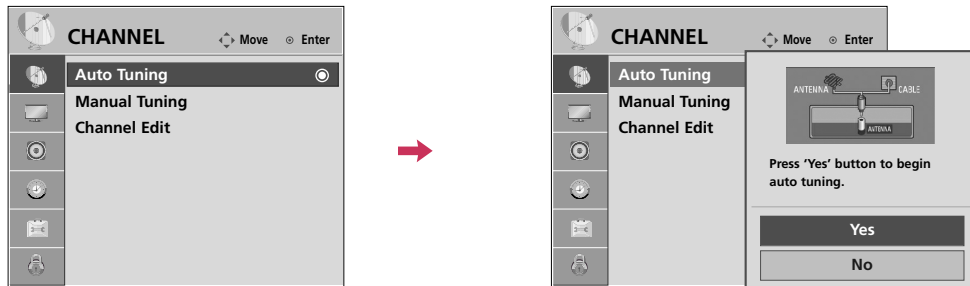 CHANNEL
Move
Enter
Auto Tuning
Manual Tuning
Channel Edit
CHANNEL
Move
Enter
Auto Tuning
Manual Tuning
Channel Edit
ANTENNA
CABLE
ANTENNA
Press 'Yes' button to begin
auto tuning.
Yes
No